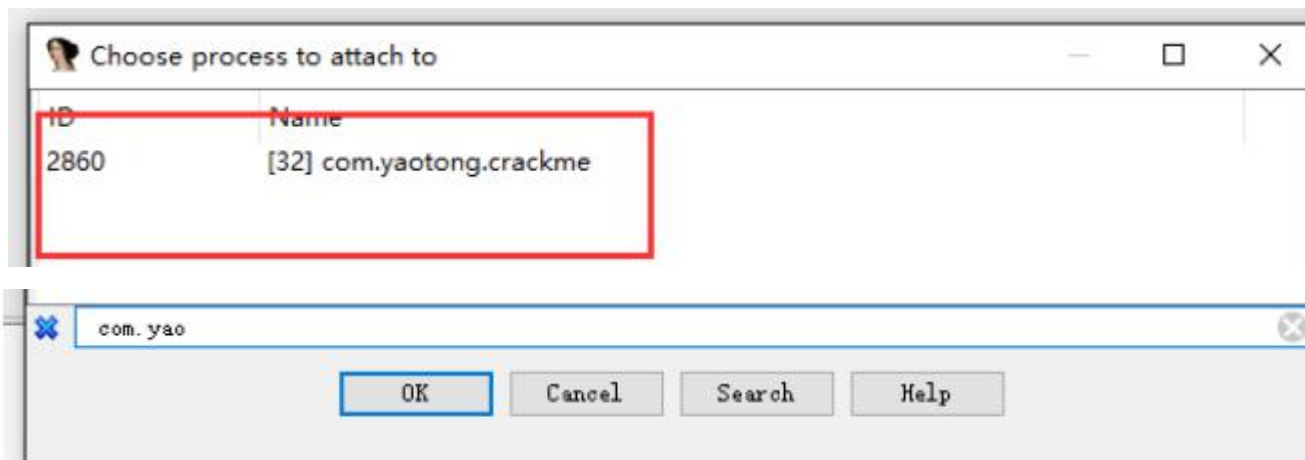 Choose process to attach to
ID Name
2860 [32] com.yaotong.crackme
com.yao
OK Cancel Search Help